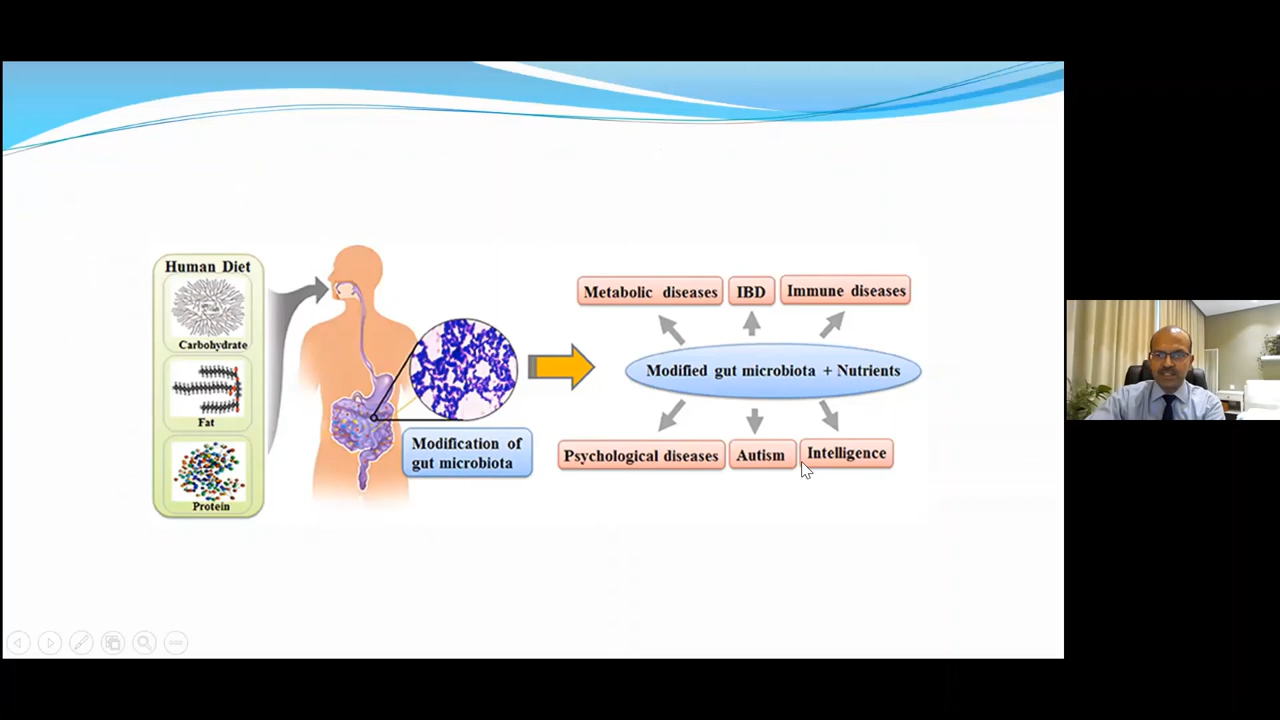 Human Diet
Carbohydrate
Fat
Protein
Modification of
gut microbiota
Metabolic diseases
IBD
Immune diseases
Modified gut microbiota + Nutrients
Psychological diseases
Autism
Intelligence